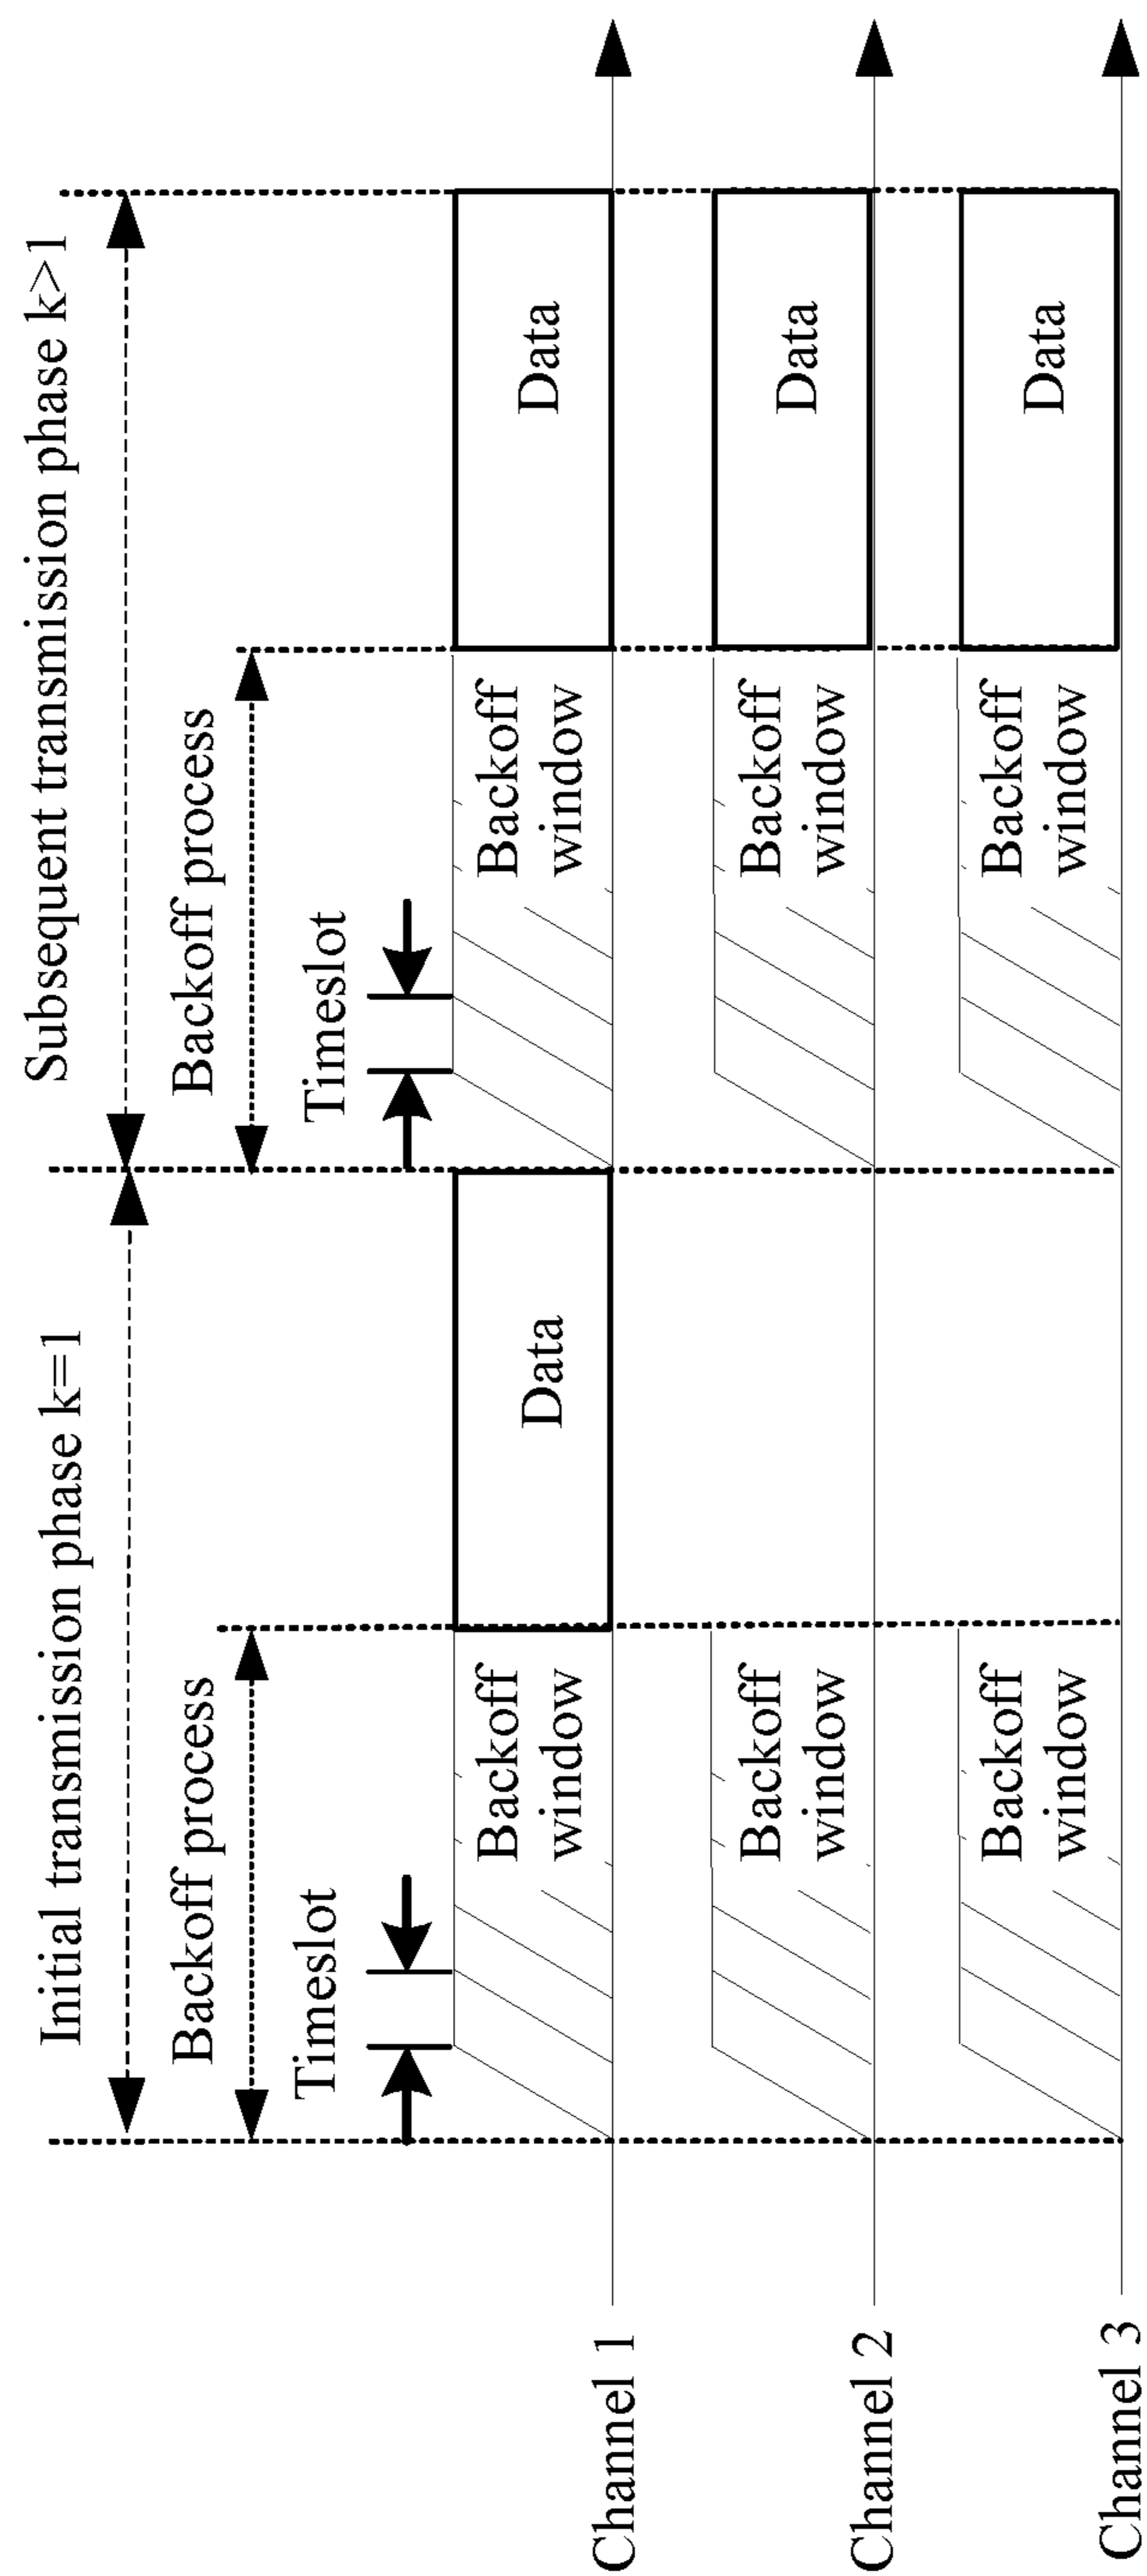 Initial transmission phase k=1
Subsequent transmission phase k>1
Backoff process
Backoff process
Timeslot
Timeslot
Backoff
window
Data
Backoff
window
Data
Channel 1
Backoff
window
Backoff
window
Data
Channel 2
Backoff
window
Backoff
window
Data
Channel 3